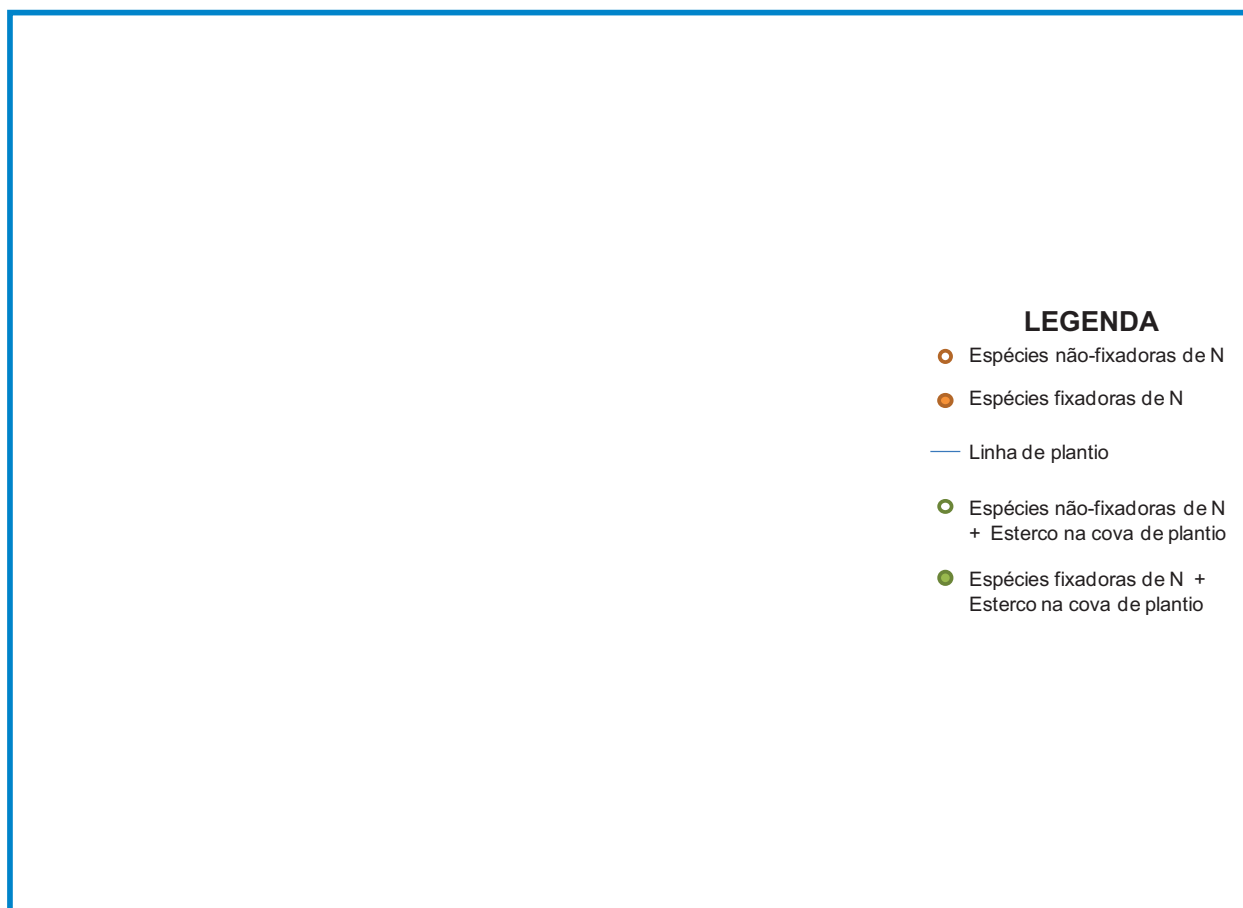 LEGENDA
Espécies não-fixadoras de N
Espécies fixadoras de N
Linha de plantio
Espécies não-fixadoras de N
+ Esterco na cova de plantio
Espécies fixadoras de N +
Esterco na cova de plantio